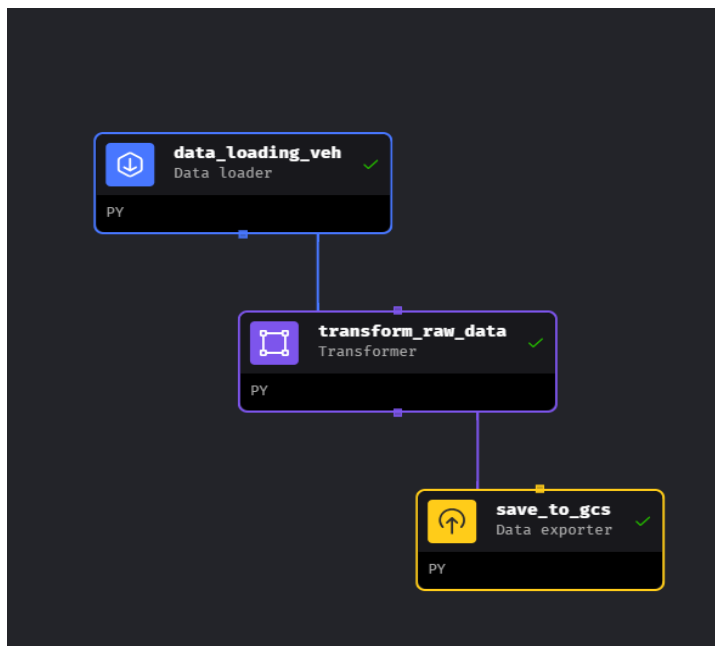 data_loading_veh
Data loader
PY
transform_raw_data
Transformer
PY
save_to_gcs
Data exporter
PY